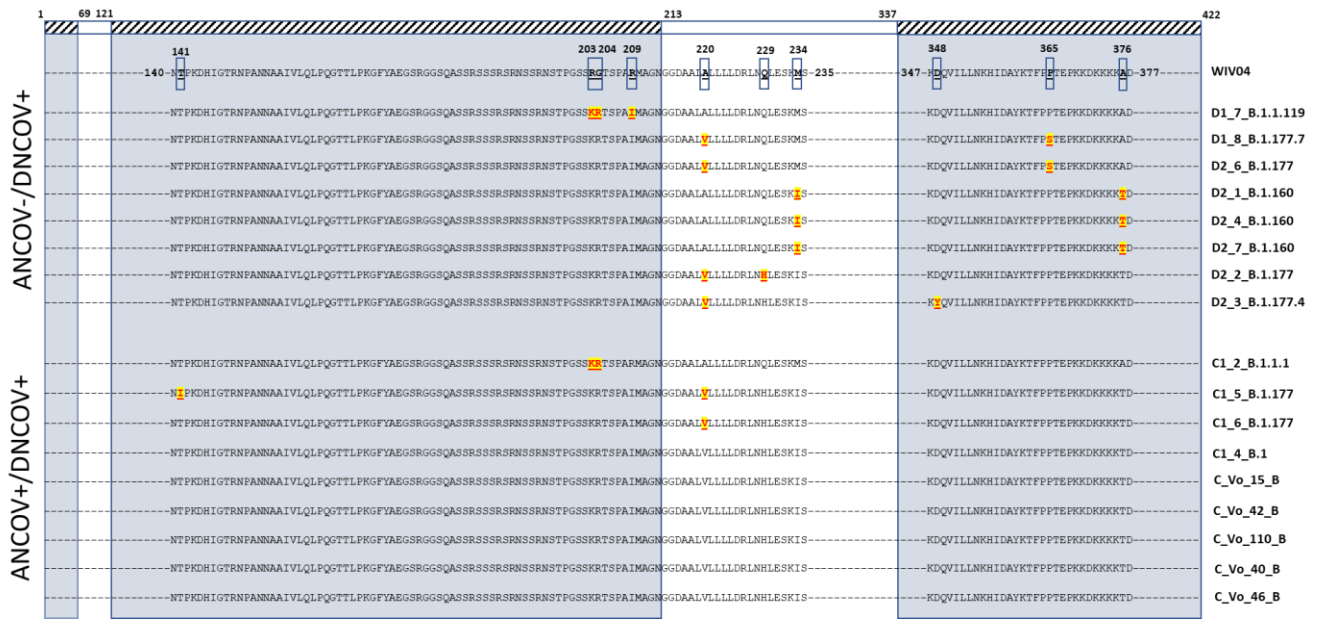 1 69 121 213 337 422
141 203 204 209 220 229 234 348 365 376
140 NTPKDHIGTRNPANNAAIVLQLPQGTTLPKGFYAEGSRGGSQASSRSSSRSRNSSRNSTPGSSRGTSPARMAGNGGDAALALLLLDRLNQLESKMS 235 347 KDQVILLNKHIDAYKTFPPTEPKKDKKKKAD 377 WIV04
ANCOV-/DNCOV+
NTPKDHIGTRNPANNAAIVLQLPQGTTLPKGFYAEGSRGGSQASSRSSSRSRNSSRNSTPGSSKRTSPAIMAGNGGDAALALLLLDRLNQLESKMS KDQVILLNKHIDAYKTFPPTEPKKDKKKKAD D1_7_B.1.1.119
NTPKDHIGTRNPANNAAIVLQLPQGTTLPKGFYAEGSRGGSQASSRSSSRSRNSSRNSTPGSSKRTSPAIMAGNGGDAALVLLLLDRLNQLESKMS KDQVILLNKHIDAYKTFPSTEPKKDKKKKAD D1_8_B.1.177.7
NTPKDHIGTRNPANNAAIVLQLPQGTTLPKGFYAEGSRGGSQASSRSSSRSRNSSRNSTPGSSKRTSPAIMAGNGGDAALVLLLLDRLNQLESKMS KDQVILLNKHIDAYKTFPSTEPKKDKKKKAD D2_6_B.1.177
NTPKDHIGTRNPANNAAIVLQLPQGTTLPKGFYAEGSRGGSQASSRSSSRSRNSSRNSTPGSSKRTSPAIMAGNGGDAALALLLLDRLNQLESKIS KDQVILLNKHIDAYKTFPPTEPKKDKKKKTD D2_1_B.1.160
NTPKDHIGTRNPANNAAIVLQLPQGTTLPKGFYAEGSRGGSQASSRSSSRSRNSSRNSTPGSSKRTSPAIMAGNGGDAALALLLLDRLNQLESKIS KDQVILLNKHIDAYKTFPPTEPKKDKKKKTD D2_4_B.1.160
NTPKDHIGTRNPANNAAIVLQLPQGTTLPKGFYAEGSRGGSQASSRSSSRSRNSSRNSTPGSSKRTSPAIMAGNGGDAALALLLLDRLNQLESKIS KDQVILLNKHIDAYKTFPPTEPKKDKKKKTD D2_7_B.1.160
NTPKDHIGTRNPANNAAIVLQLPQGTTLPKGFYAEGSRGGSQASSRSSSRSRNSSRNSTPGSSKRTSPAIMAGNGGDAALVLLLLDRLNHLESKIS KDQVILLNKHIDAYKTFPPTEPKKDKKKKTD D2_2_B.1.177
NTPKDHIGTRNPANNAAIVLQLPQGTTLPKGFYAEGSRGGSQASSRSSSRSRNSSRNSTPGSSKRTSPAIMAGNGGDAALVLLLLDRLNHLESKIS KYQVILLNKHIDAYKTFPPTEPKKDKKKKTD D2_3_B.1.177.4
ANCOV+/DNCOV+
NTPKDHIGTRNPANNAAIVLQLPQGTTLPKGFYAEGSRGGSQASSRSSSRSRNSSRNSTPGSSKRTSPARMAGNGGDAALALLLLDRLNQLESKMS KDQVILLNKHIDAYKTFPPTEPKKDKKKKAD C1_2_B.1.1.1
NIPKDHIGTRNPANNAAIVLQLPQGTTLPKGFYAEGSRGGSQASSRSSSRSRNSSRNSTPGSSKRTSPAIMAGNGGDAALVLLLLDRLNHLESKIS KDQVILLNKHIDAYKTFPPTEPKKDKKKKTD C1_5_B.1.177
NTPKDHIGTRNPANNAAIVLQLPQGTTLPKGFYAEGSRGGSQASSRSSSRSRNSSRNSTPGSSKRTSPAIMAGNGGDAALVLLLLDRLNHLESKIS KDQVILLNKHIDAYKTFPPTEPKKDKKKKTD C1_6_B.1.177
NTPKDHIGTRNPANNAAIVLQLPQGTTLPKGFYAEGSRGGSQASSRSSSRSRNSSRNSTPGSSKRTSPAIMAGNGGDAALVLLLLDRLNHLESKIS KDQVILLNKHIDAYKTFPPTEPKKDKKKKTD C1_4_B.1
NTPKDHIGTRNPANNAAIVLQLPQGTTLPKGFYAEGSRGGSQASSRSSSRSRNSSRNSTPGSSKRTSPAIMAGNGGDAALVLLLLDRLNHLESKIS KDQVILLNKHIDAYKTFPPTEPKKDKKKKTD C_Vo_15_B
NTPKDHIGTRNPANNAAIVLQLPQGTTLPKGFYAEGSRGGSQASSRSSSRSRNSSRNSTPGSSKRTSPAIMAGNGGDAALVLLLLDRLNHLESKIS KDQVILLNKHIDAYKTFPPTEPKKDKKKKTD C_Vo_42_B
NTPKDHIGTRNPANNAAIVLQLPQGTTLPKGFYAEGSRGGSQASSRSSSRSRNSSRNSTPGSSKRTSPAIMAGNGGDAALVLLLLDRLNHLESKIS KDQVILLNKHIDAYKTFPPTEPKKDKKKKTD C_Vo_110_B
NTPKDHIGTRNPANNAAIVLQLPQGTTLPKGFYAEGSRGGSQASSRSSSRSRNSSRNSTPGSSKRTSPAIMAGNGGDAALVLLLLDRLNHLESKIS KDQVILLNKHIDAYKTFPPTEPKKDKKKKTD C_Vo_40_B
NTPKDHIGTRNPANNAAIVLQLPQGTTLPKGFYAEGSRGGSQASSRSSSRSRNSSRNSTPGSSKRTSPAIMAGNGGDAALVLLLLDRLNHLESKIS KDQVILLNKHIDAYKTFPPTEPKKDKKKKTD C_Vo_46_B